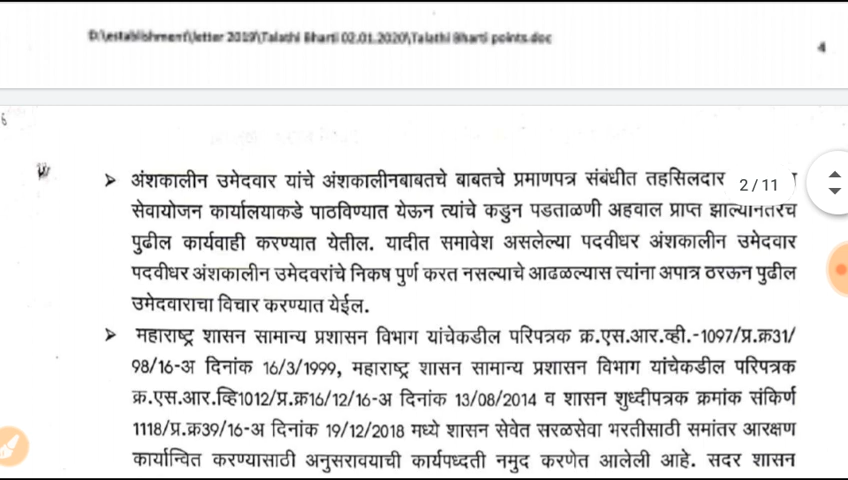 D:\establishment\letter 2019\Talathi Bharti 02.01.2020\Talathi Bharti points.doc
4
6
➤ अंशकालीन उमेदवार यांचे अंशकालीनबाबतचे बाबतचे प्रमाणपत्र संबंधीत तहसिलदार
2/11
सेवायोजन कार्यालयाकडे पाठविण्यात येऊन त्यांचे कडुन पडताळणी अहवाल प्राप्त झाल्यानंतरच
पुढील कार्यवाही करण्यात येतील. यादीत समावेश असलेल्या पदवीधर अंशकालीन उमेदवार
पदवीधर अंशकालीन उमेदवरांचे निकष पुर्ण करत नसल्याचे आढळल्यास त्यांना अपात्र ठरऊन पुढील
उमेदवाराचा विचार करण्यात येईल.
➤ महाराष्ट्र शासन सामान्य प्रशासन विभाग यांचेकडील परिपत्रक क्र.एस.आर.व्ही.-1097/प्र.क्र31/
98/16-अ दिनांक 16/3/1999, महाराष्ट्र शासन सामान्य प्रशासन विभाग यांचेकडील परिपत्रक
क्र.एस.आर.व्हि1012/प्र.क्र16/12/16-अ दिनांक 13/08/2014 व शासन शुध्दीपत्रक क्रमांक संकिर्ण
1118/प्र.क्र39/16-अ दिनांक 19/12/2018 मध्ये शासन सेवेत सरळसेवा भरतीसाठी समांतर आरक्षण
कार्यान्वित करण्यासाठी अनुसरावयाची कार्यपध्दती नमुद करणेत आलेली आहे. सदर शासन